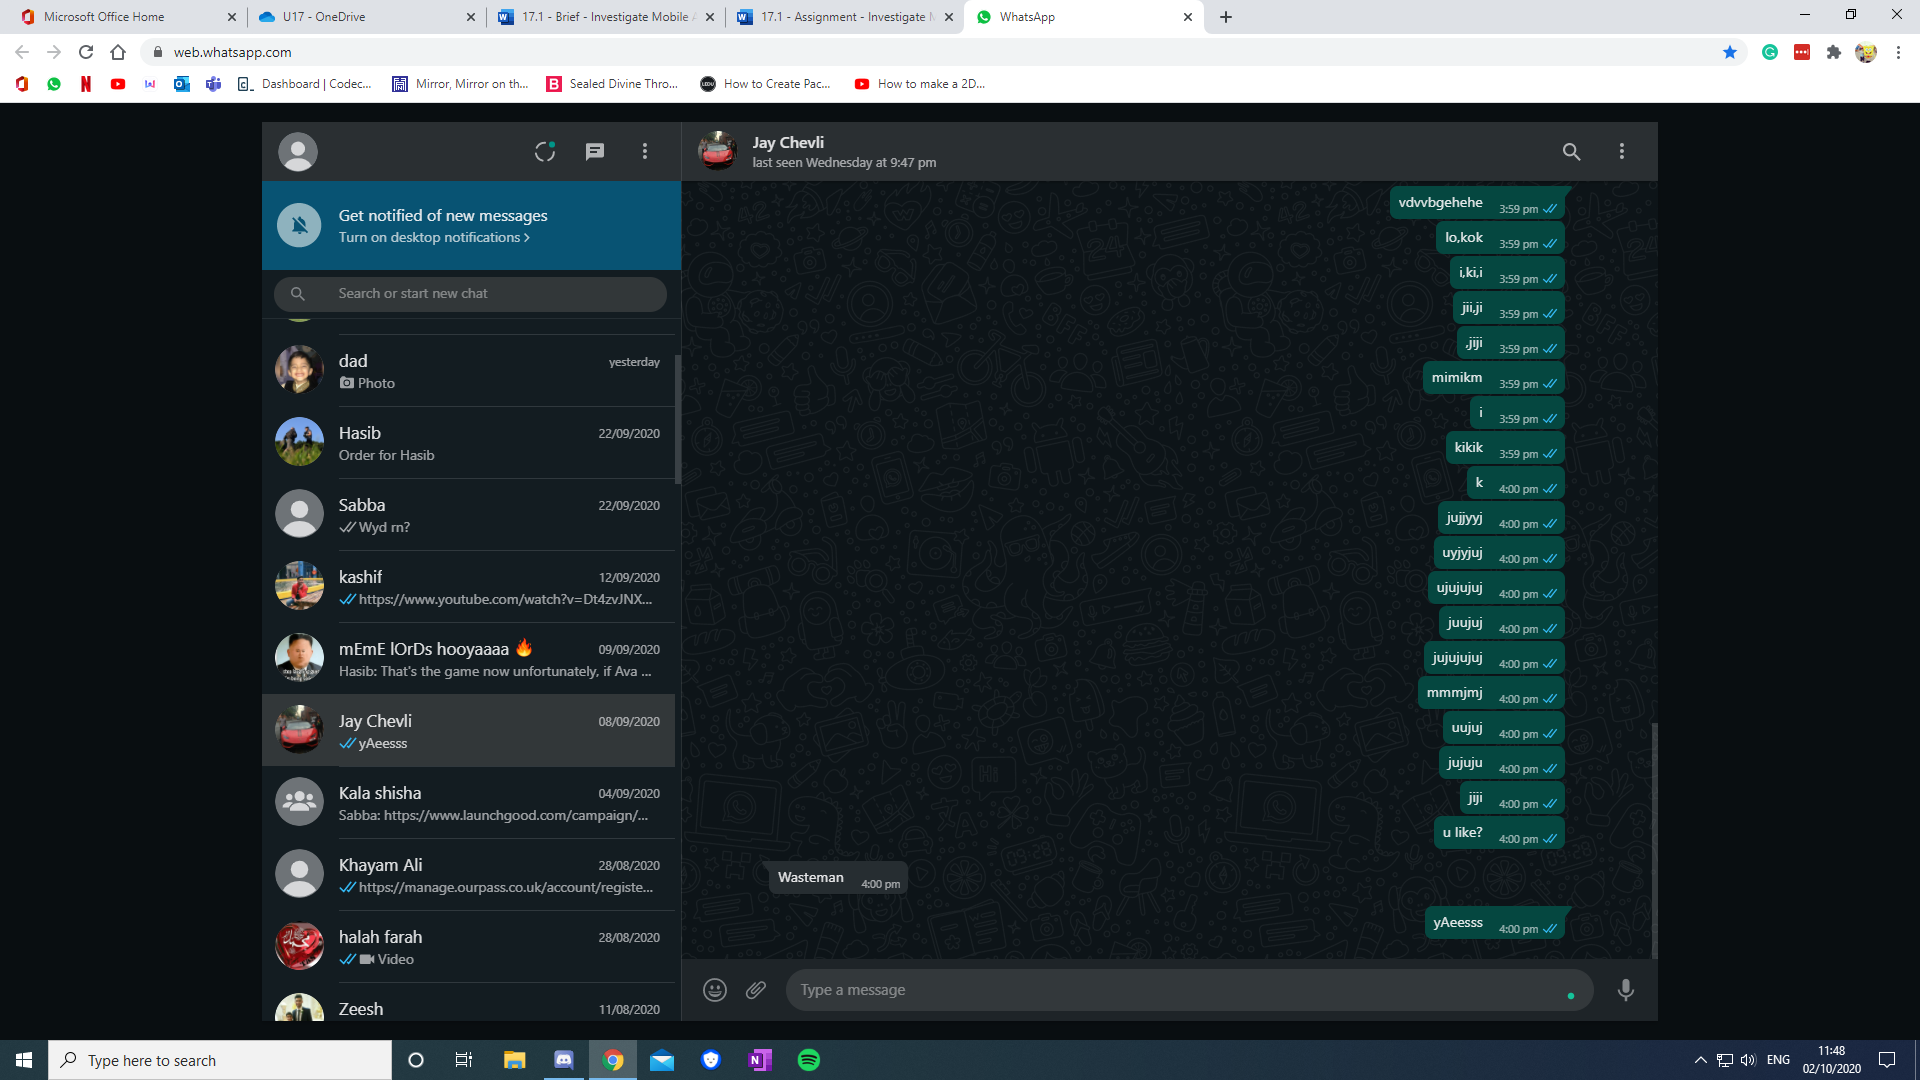 Microsoft Office Home
U17 - OneDrive
17.1 - Brief - Investigate Mobile
17.1 - Assignment - Investigate
WhatsApp
web.whatsapp.com
Dashboard | Codec...
Mirror, Mirror on th...
Sealed Divine Thro...
How to Create Pac...
How to make a 2D...
Get notified of new messages
Turn on desktop notifications >
Search or start new chat
dad
yesterday
Photo
Hasib
22/09/2020
Order for Hasib
Sabba
22/09/2020
Wyd rn?
kashif
12/09/2020
https://www.youtube.com/watch?v=Dt4zvJNX...
mEmE lOrDs hooyaaaa 🔥
09/09/2020
Hasib: That's the game now unfortunately, if Ava ...
Jay Chevli
08/09/2020
yAeesss
Kala shisha
04/09/2020
Sabba: https://www.launchgood.com/campaign/...
Khayam Ali
28/08/2020
https://manage.ourpass.co.uk/account/registe...
halah farah
28/08/2020
Video
Zeesh
11/08/2020
Jay Chevli
last seen Wednesday at 9:47 pm
vdvvbgehehe 3:59 pm
lo,kok 3:59 pm
i,ki,i 3:59 pm
jii,ji 3:59 pm
,jiji 3:59 pm
mimikm 3:59 pm
i 3:59 pm
kikik 3:59 pm
k 4:00 pm
jujjyyj 4:00 pm
uyjyjuj 4:00 pm
ujujujuj 4:00 pm
juujuj 4:00 pm
jujujujuj 4:00 pm
mmmjmj 4:00 pm
uujuj 4:00 pm
jujuju 4:00 pm
jiji 4:00 pm
u like? 4:00 pm
Wasteman 4:00 pm
yAeesss 4:00 pm
Type a message
Type here to search
ENG
11:48
02/10/2020